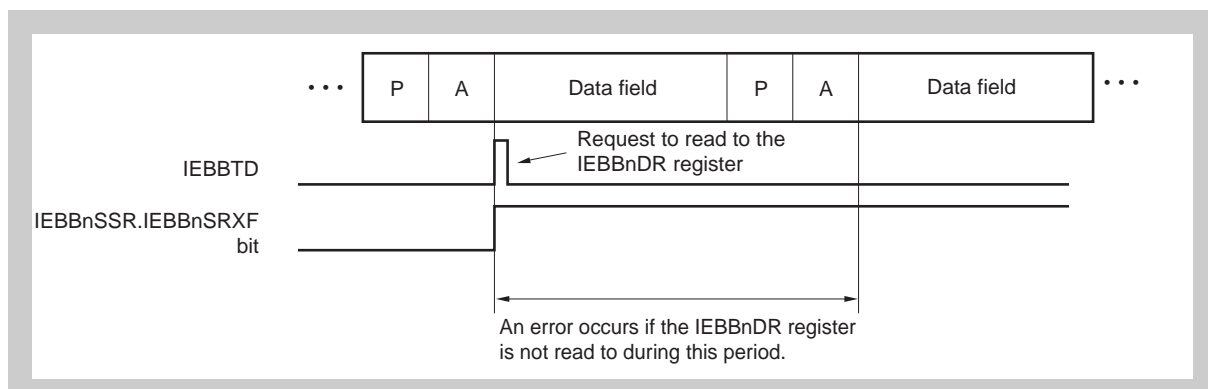 ••• P A Data field P A Data field •••
Request to read to the
IEBBnDR register
IEBBTD
IEBBnSSR.IEBBnSRXF
bit
An error occurs if the IEBBnDR register
is not read to during this period.